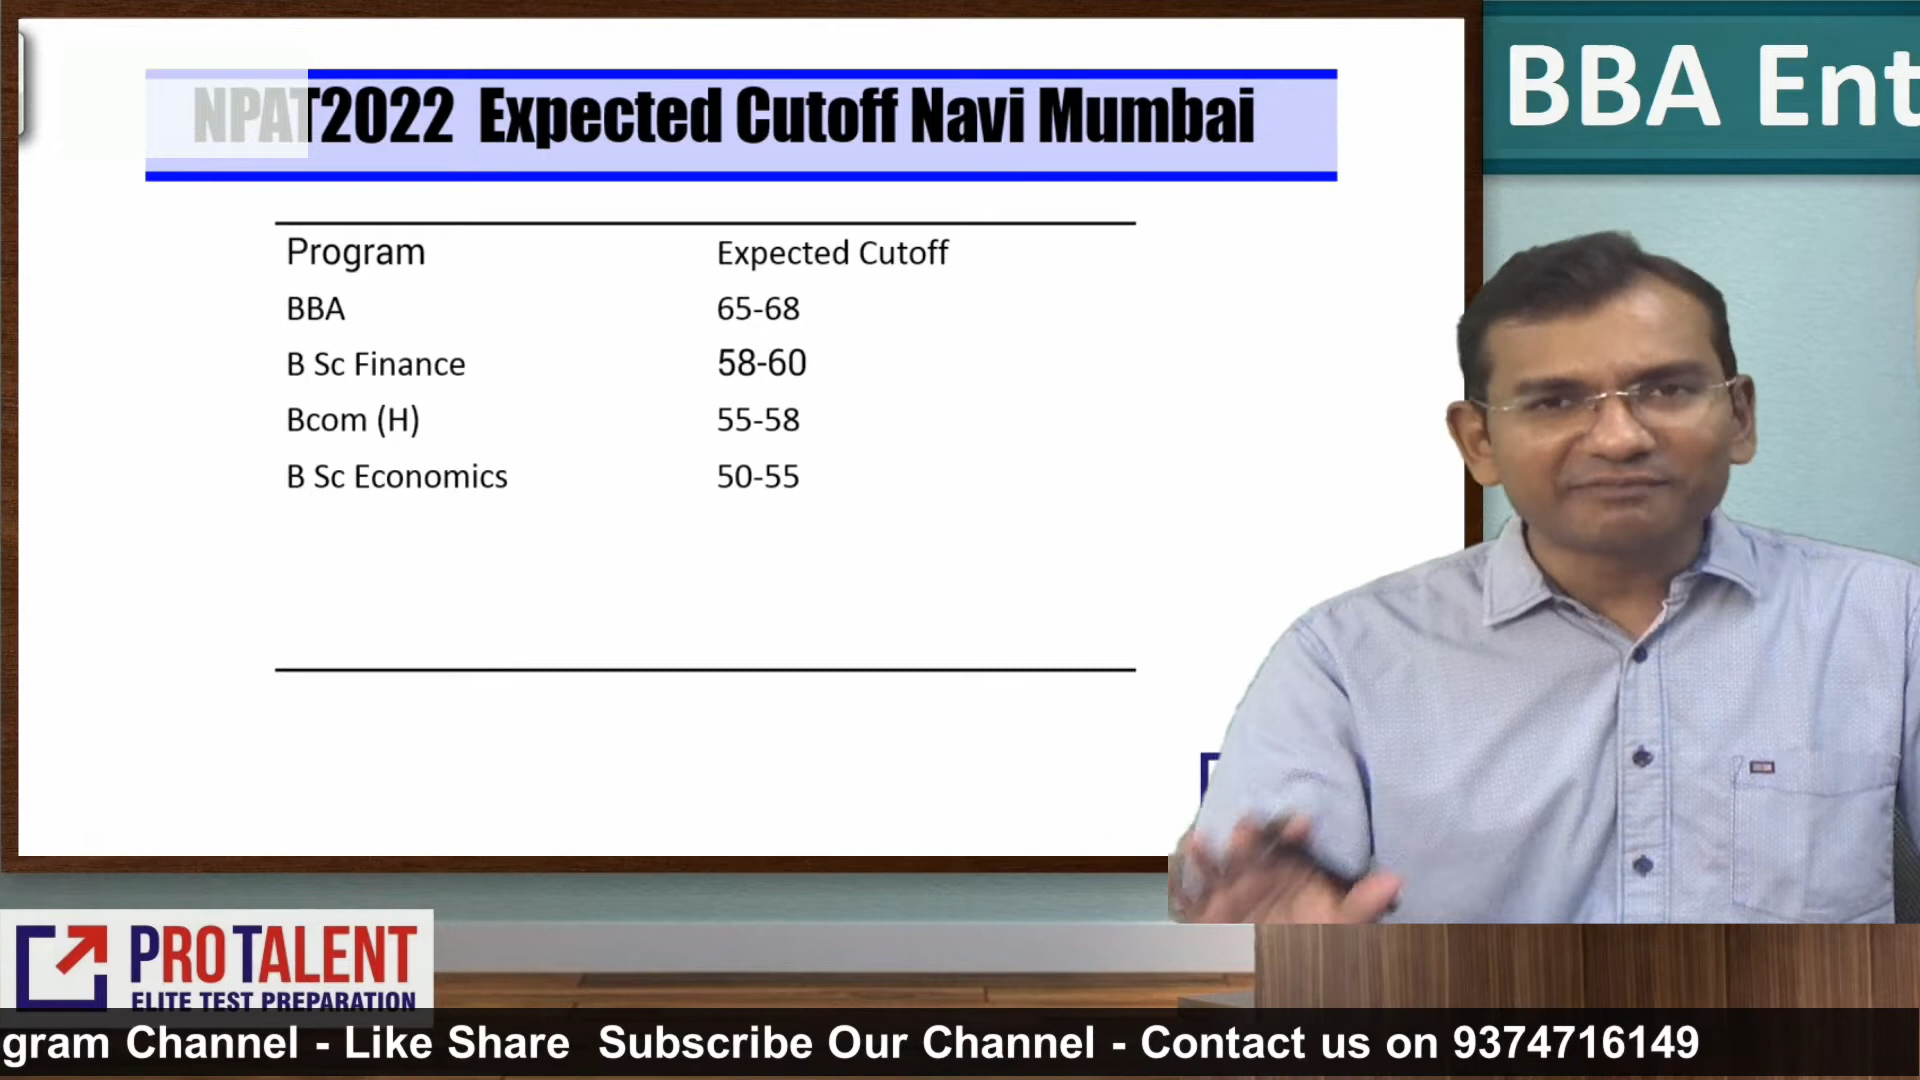 NPAT2022 Expected Cutoff Navi Mumbai
BBA Ent
Program Expected Cutoff
BBA 65-68
B Sc Finance 58-60
Bcom (H) 55-58
B Sc Economics 50-55
PROTALENT
ELITE TEST PREPARATION
gram Channel - Like Share Subscribe Our Channel - Contact us on 9374716149